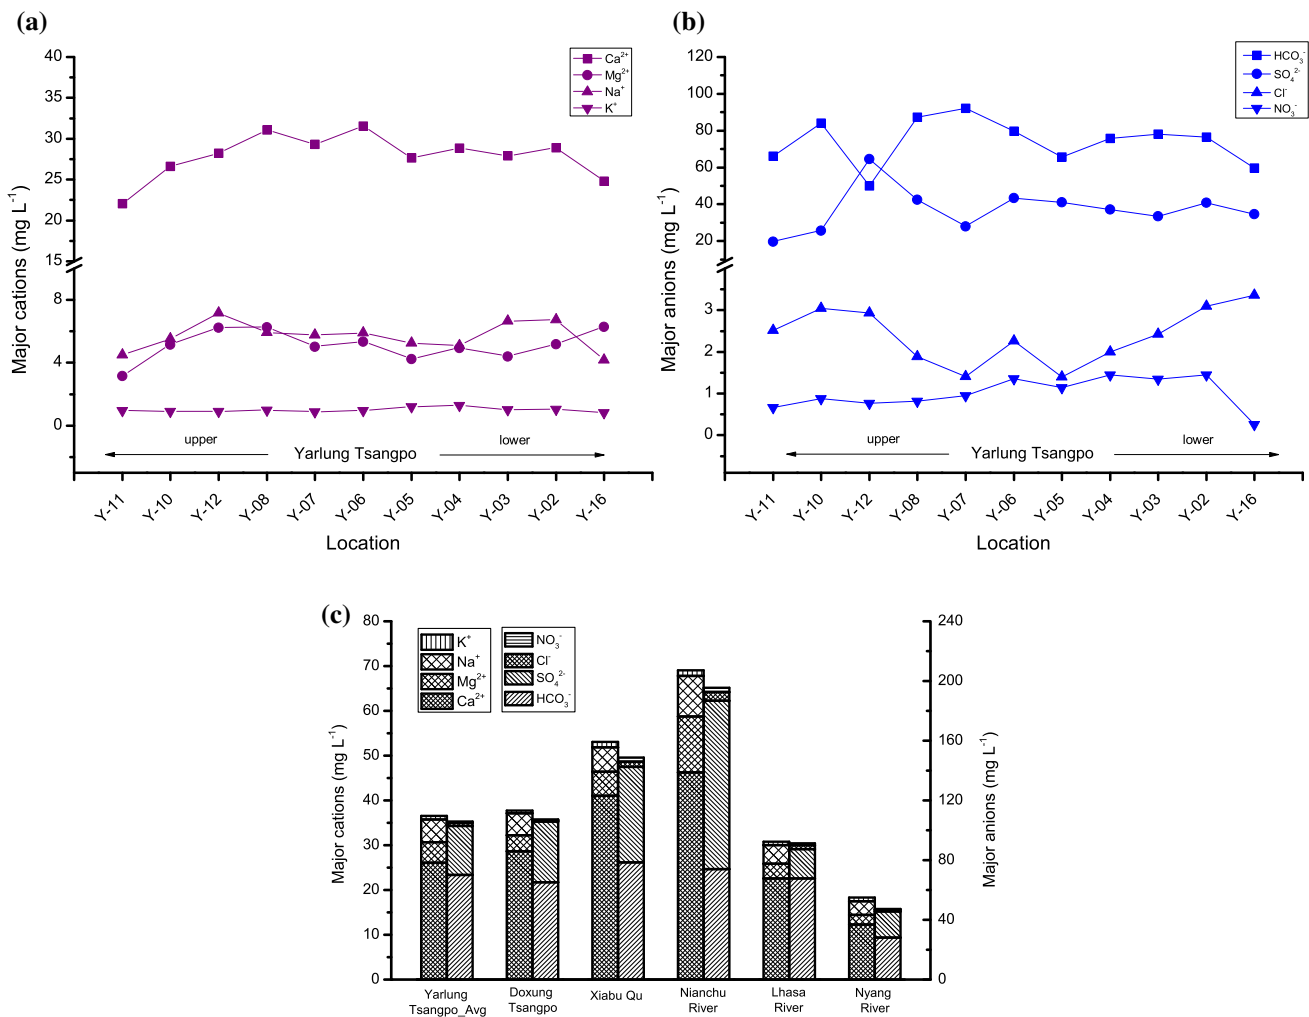 (a)
40
35
30
25
20
15
8
4
0
Major cations (mg L⁻¹)
Ca²⁺
Mg²⁺
Na⁺
K⁺
upper
lower
Yarlung Tsangpo
Y-11 Y-10 Y-12 Y-08 Y-07 Y-06 Y-05 Y-04 Y-03 Y-02 Y-16
Location
(b)
120
100
80
60
40
20
3
2
1
0
Major anions (mg L⁻¹)
HCO₃⁻
SO₄²⁻
Cl⁻
NO₃⁻
upper
lower
Yarlung Tsangpo
Y-11 Y-10 Y-12 Y-08 Y-07 Y-06 Y-05 Y-04 Y-03 Y-02 Y-16
Location
(c)
80
70
60
50
40
30
20
10
0
Major cations (mg L⁻¹)
K⁺
Na⁺
Mg²⁺
Ca²⁺
NO₃⁻
Cl⁻
SO₄²⁻
HCO₃⁻
240
200
160
120
80
40
0
Major anions (mg L⁻¹)
Yarlung
Tsangpo_Avg
Doxung
Tsangpo
Xiabu Qu
Nianchu
River
Lhasa
River
Nyang
River